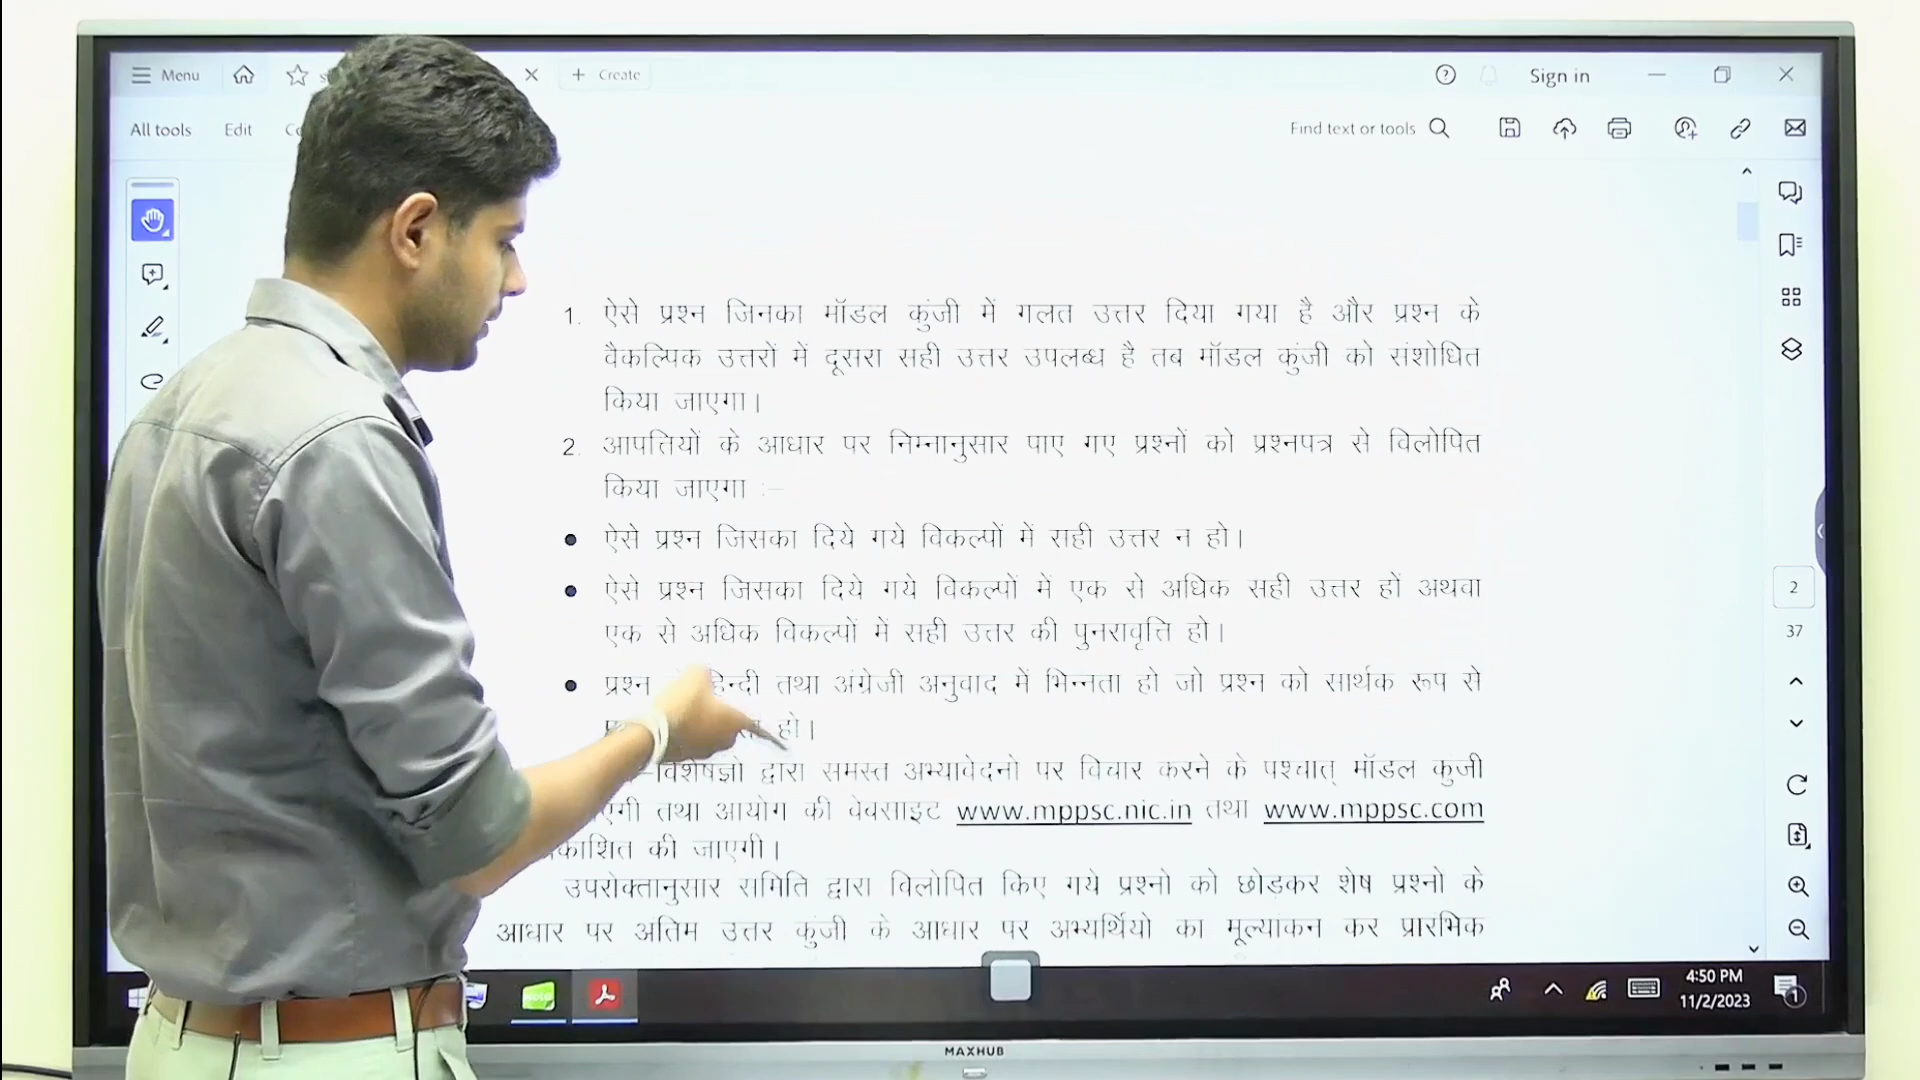 Menu
Create
Sign in
All tools
Edit
Find text or tools
1. ऐसे प्रश्न जिनका मॉडल कुंजी में गलत उत्तर दिया गया है और प्रश्न के
वैकल्पिक उत्तरों में दूसरा सही उत्तर उपलब्ध है तब मॉडल कुंजी को संशोधित
किया जाएगा।
2. आपत्तियों के आधार पर निम्नानुसार पाए गए प्रश्नों को प्रश्नपत्र से विलोपित
किया जाएगा :–
• ऐसे प्रश्न जिसका दिये गये विकल्पों में सही उत्तर न हो।
• ऐसे प्रश्न जिसका दिये गये विकल्पों में एक से अधिक सही उत्तर हों अथवा
एक से अधिक विकल्पों में सही उत्तर की पुनरावृत्ति हो।
• प्रश्न हिन्दी तथा अंग्रेजी अनुवाद में भिन्नता हो जो प्रश्न को सार्थक रूप से
हो।
विशेषज्ञो द्वारा समस्त अभ्यावेदनो पर विचार करने के पश्चात् मॉडल कुंजी
तथा आयोग की वेवसाइट www.mppsc.nic.in तथा www.mppsc.com
की जाएगी।
उपरोक्तानुसार समिति द्वारा विलोपित किए गये प्रश्नो को छोड़कर शेष प्रश्नो के
आधार पर अंतिम उत्तर कुंजी के आधार पर अभ्यर्थियो का मूल्यांकन कर प्रारभिक
2
37
4:50 PM
11/2/2023
1
MAXHUB